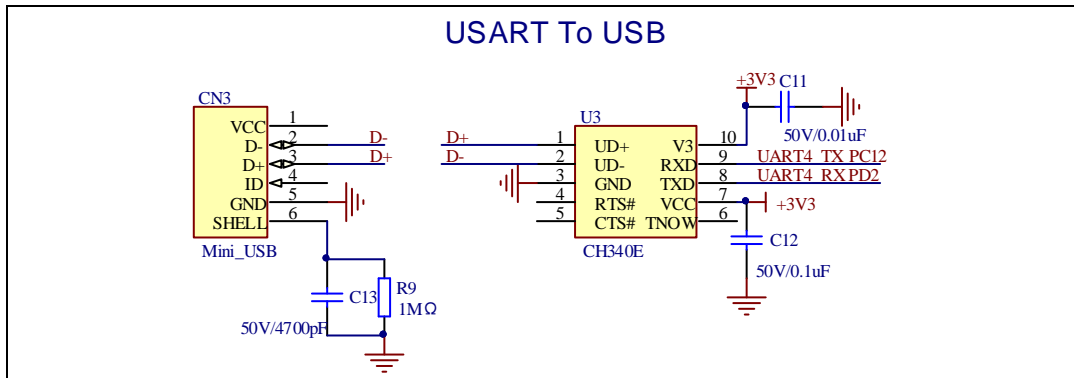 USART To USB
CN3
VCC 1
D- 2 D-
D+ 3 D+
ID 4
GND 5
SHELL 6
Mini_USB
C13
50V/4700pF
R9
1MΩ
U3
D+ 1 UD+ V3 10
D- 2 UD- RXD 9 UART4_TX PC12
3 GND TXD 8 UART4_RX PD2
4 RTS# VCC 7 +3V3
5 CTS# TNOW 6
CH340E
+3V3
C11
50V/0.01uF
C12
50V/0.1uF